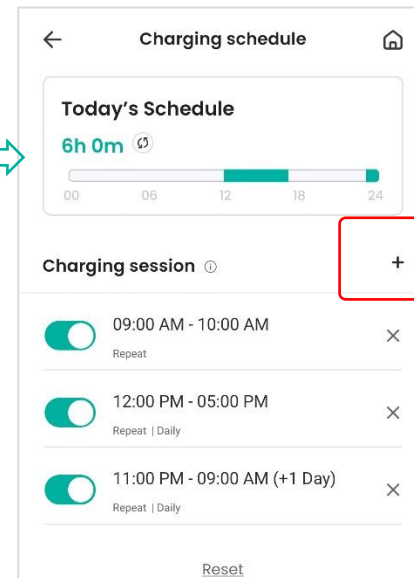 Charging schedule
Today's Schedule
6h 0m
00 06 12 18 24
Charging session
+
09:00 AM - 10:00 AM
Repeat
12:00 PM - 05:00 PM
Repeat | Daily
11:00 PM - 09:00 AM (+1 Day)
Repeat | Daily
Reset